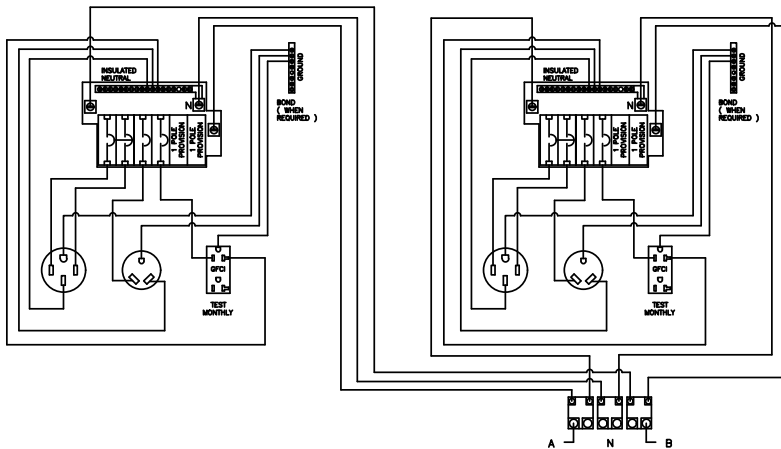 INSULATED
NEUTRAL
N
GROUND
BOND
( WHEN
REQUIRED )
1 POLE
PROVISION
1 POLE
PROVISION
GFCI
TEST
MONTHLY
INSULATED
NEUTRAL
N
GROUND
BOND
( WHEN
REQUIRED )
1 POLE
PROVISION
1 POLE
PROVISION
GFCI
TEST
MONTHLY
A
N
B